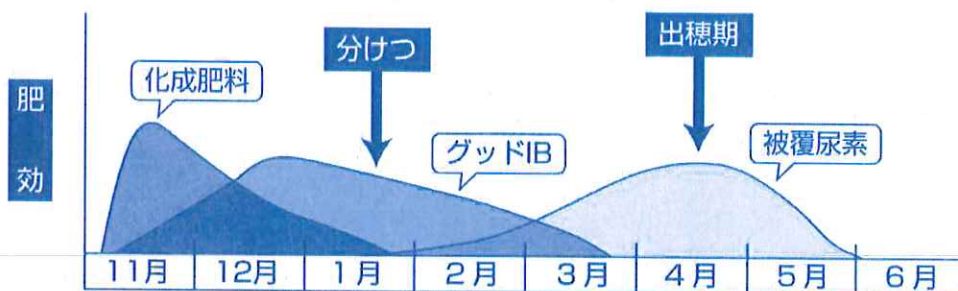 肥効
化成肥料
分けつ
グッドIB
出穂期
被覆尿素
11月 12月 1月 2月 3月 4月 5月 6月